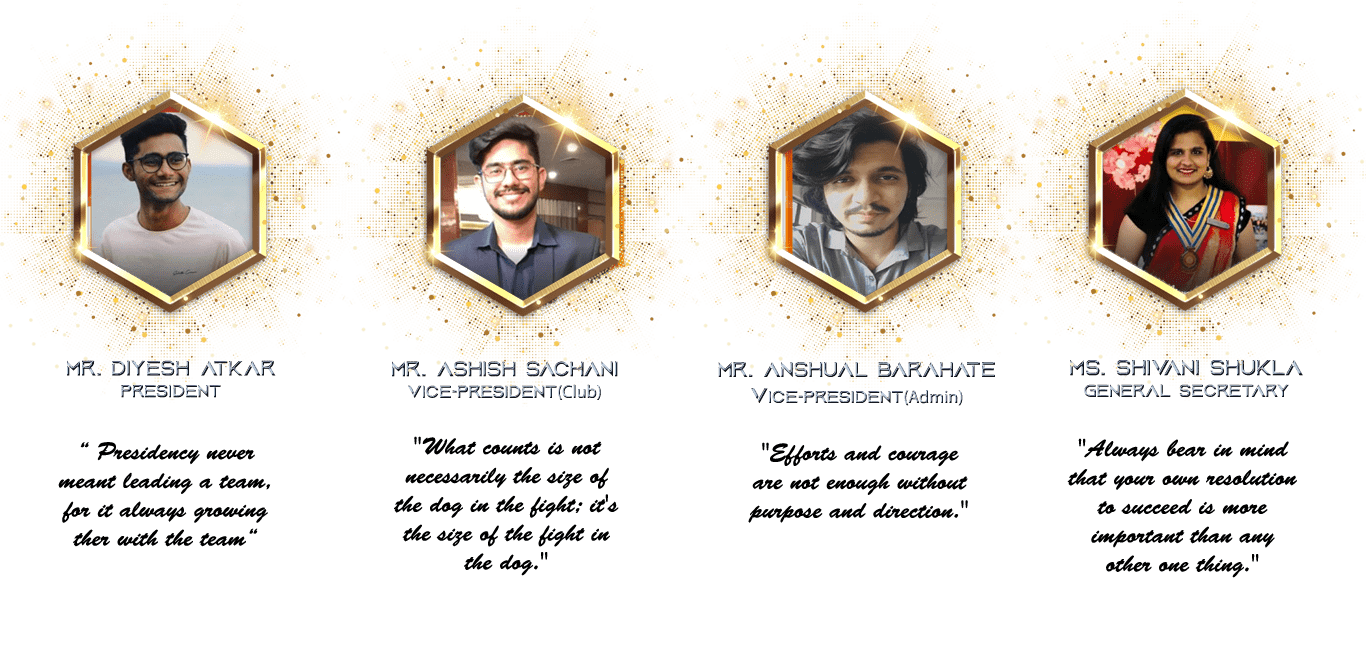 MR. DIYESH ATKAR
PRESIDENT
“ Presidency never
meant leading a team,
for it always growing
ther with the team“
MR. ASHISH SACHANI
VICE-PRESIDENT(Club)
"What counts is not
necessarily the size of
the dog in the fight; it's
the size of the fight in
the dog."
MR. ANSHUAL BARAHATE
VICE-PRESIDENT(Admin)
"Efforts and courage
are not enough without
purpose and direction."
MS. SHIVANI SHUKLA
GENERAL SECRETARY
"Always bear in mind
that your own resolution
to succeed is more
important than any
other one thing."